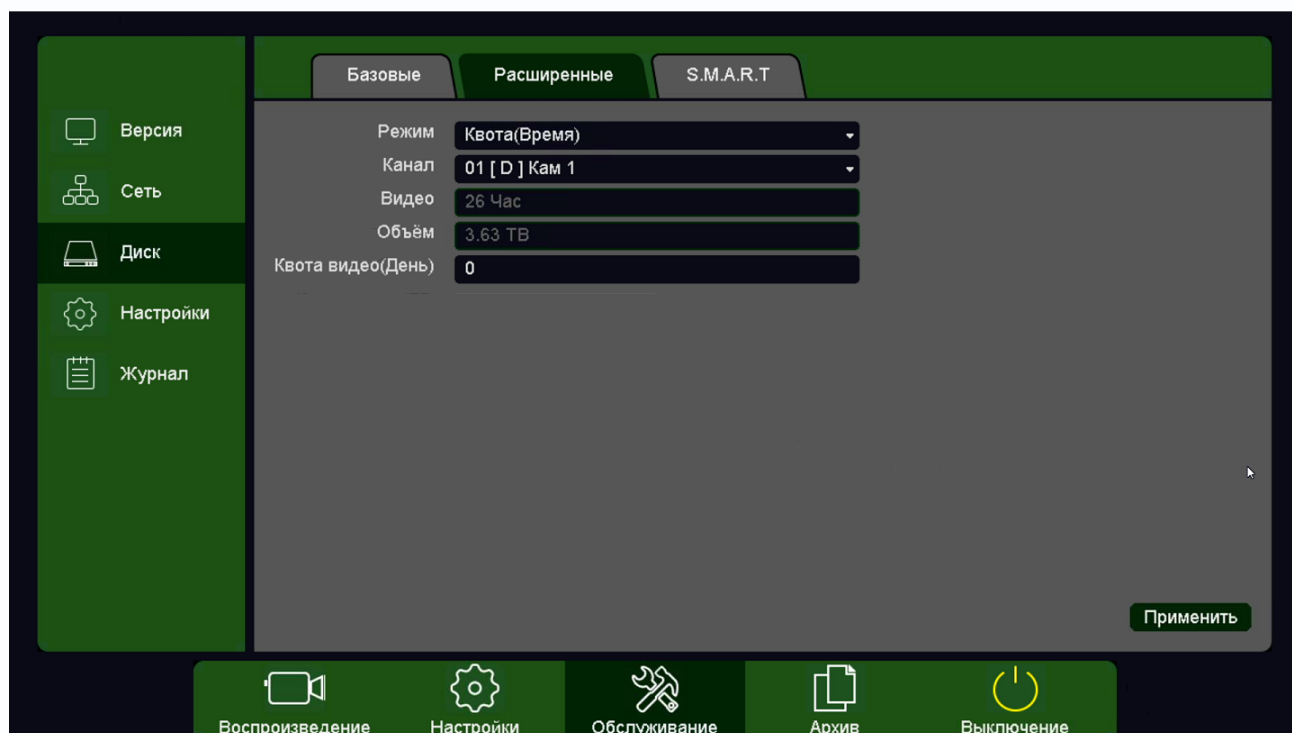 Базовые Расширенные S.M.A.R.T
Версия
Сеть
Диск
Настройки
Журнал
Режим Квота(Время)
Канал 01 [ D ] Кам 1
Видео 26 Час
Объём 3.63 TB
Квота видео(День) 0
Применить
Воспроизведение Настройки Обслуживание Архив Выключение